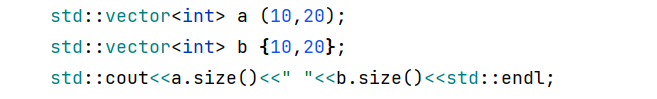 std::vector<int> a (10,20);
std::vector<int> b {10,20};
std::cout<<a.size()<<" "<<b.size()<<std::endl;